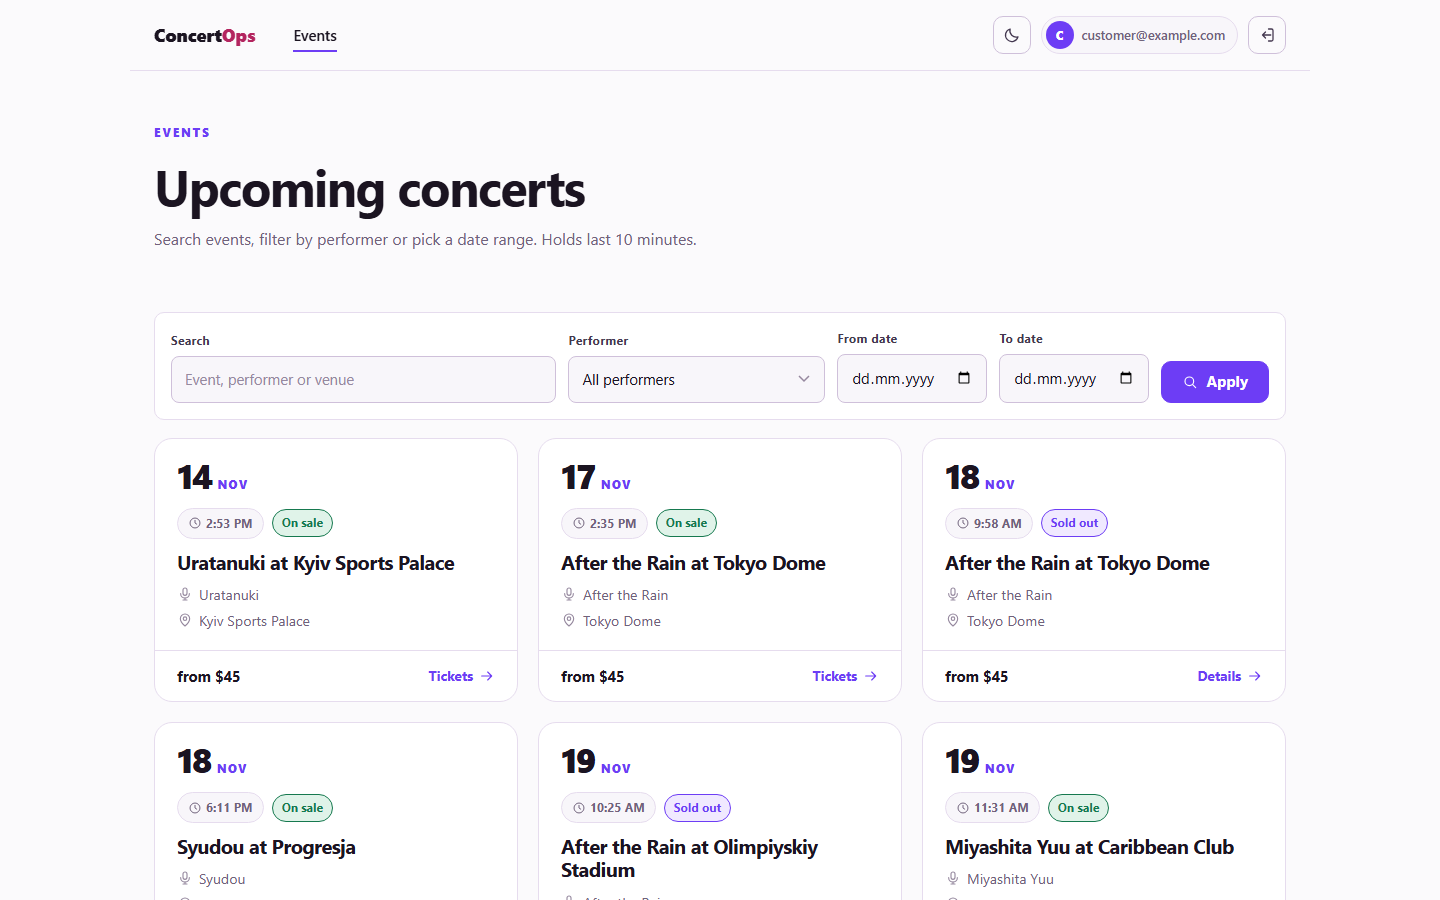 ConcertOps Events C customer@example.com
EVENTS
Upcoming concerts
Search events, filter by performer or pick a date range. Holds last 10 minutes.
Search Performer From date To date
Event, performer or venue All performers dd.mm.yyyy dd.mm.yyyy Apply
14 NOV
2:53 PM On sale
Uratanuki at Kyiv Sports Palace
Uratanuki
Kyiv Sports Palace
from $45 Tickets
17 NOV
2:35 PM On sale
After the Rain at Tokyo Dome
After the Rain
Tokyo Dome
from $45 Tickets
18 NOV
9:58 AM Sold out
After the Rain at Tokyo Dome
After the Rain
Tokyo Dome
from $45 Details
18 NOV
6:11 PM On sale
Syudou at Progresja
Syudou
19 NOV
10:25 AM Sold out
After the Rain at Olimpiyskiy
Stadium
19 NOV
11:31 AM On sale
Miyashita Yuu at Caribbean Club
Miyashita Yuu